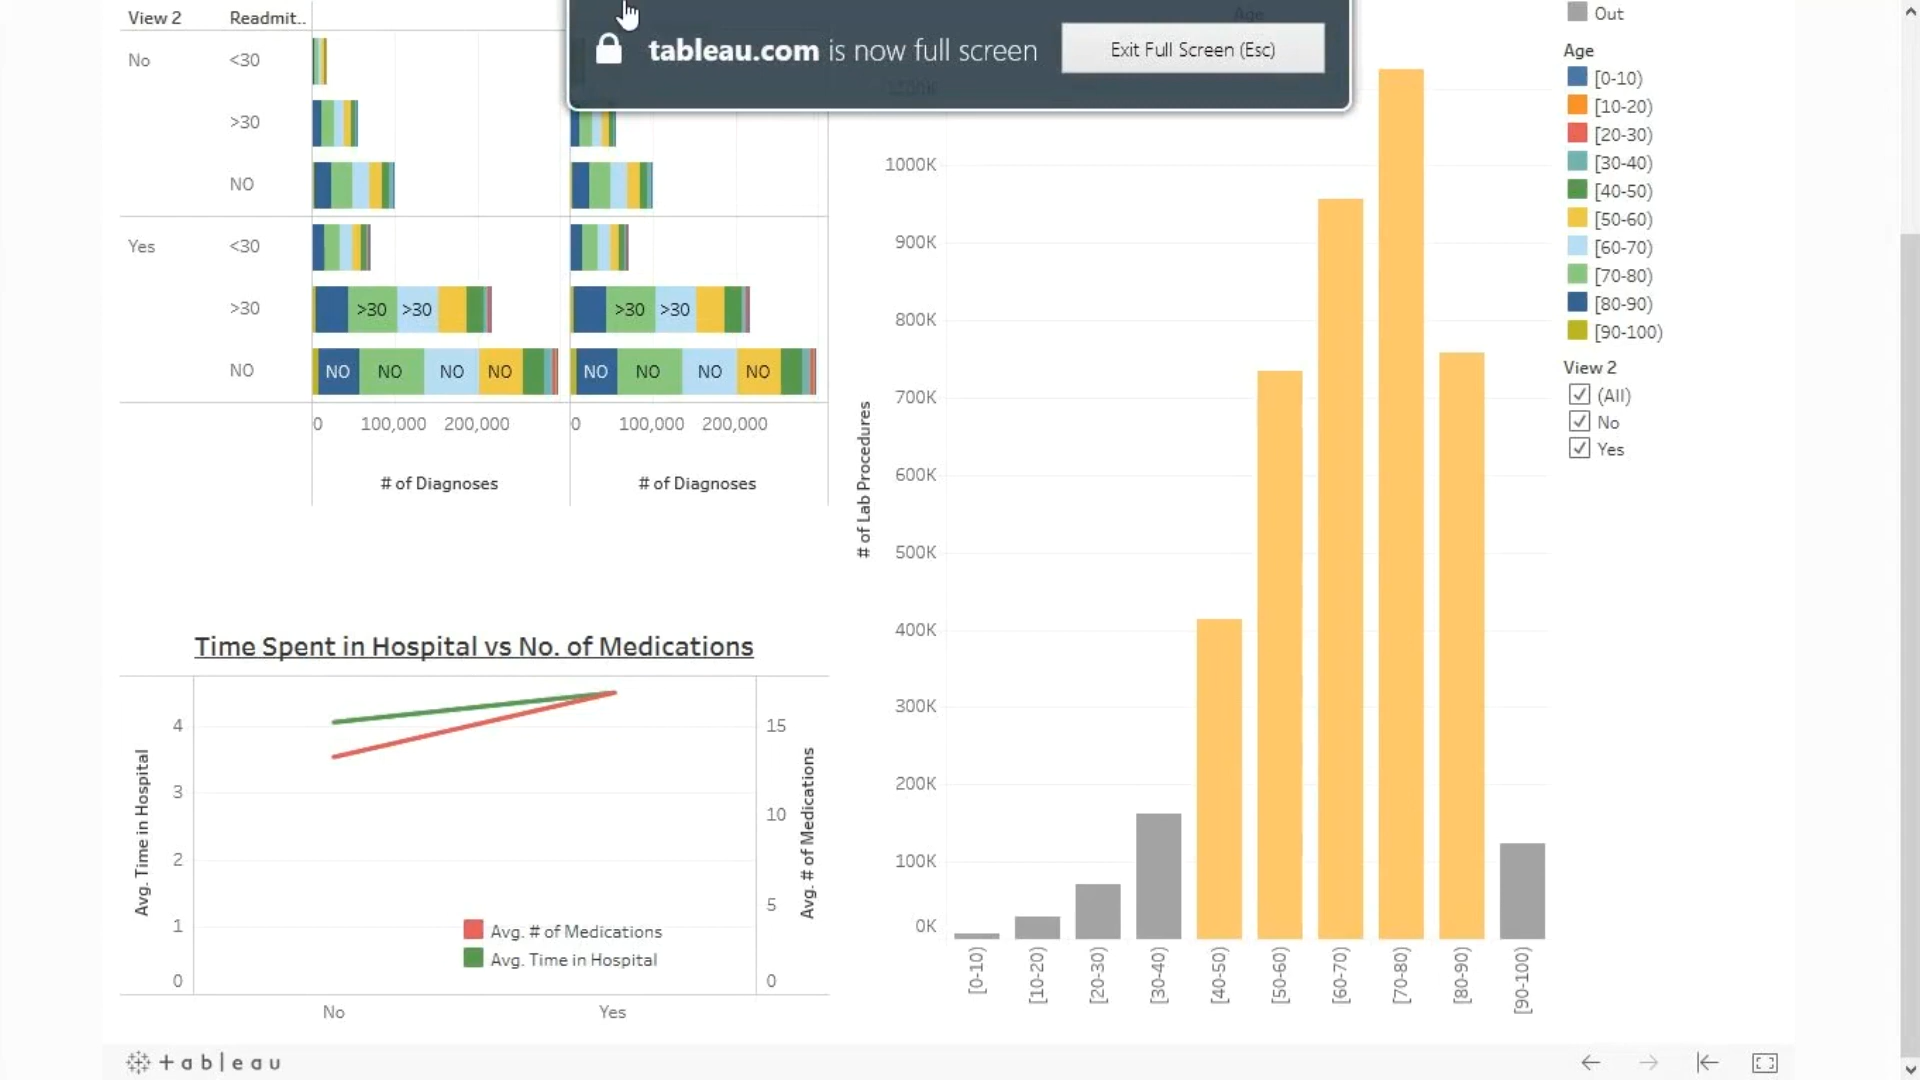 View 2 Readmit..
No <30
>30
NO
Yes <30
>30
>30 >30
>30 >30
NO
NO NO NO NO
NO NO NO NO
0 100,000 200,000
0 100,000 200,000
# of Diagnoses
# of Diagnoses
tableau.com is now full screen
Exit Full Screen (Esc)
Age
1100K
1000K
900K
800K
700K
600K
500K
400K
300K
200K
100K
0K
# of Lab Procedures
[0-10)
[10-20)
[20-30)
[30-40)
[40-50)
[50-60)
[60-70)
[70-80)
[80-90)
[90-100)
Out
Age
[0-10)
[10-20)
[20-30)
[30-40)
[40-50)
[50-60)
[60-70)
[70-80)
[80-90)
[90-100)
View 2
(All)
No
Yes
Time Spent in Hospital vs No. of Medications
Avg. Time in Hospital
4
3
2
1
0
15
10
5
0
Avg. # of Medications
Avg. # of Medications
Avg. Time in Hospital
No Yes
+ableau